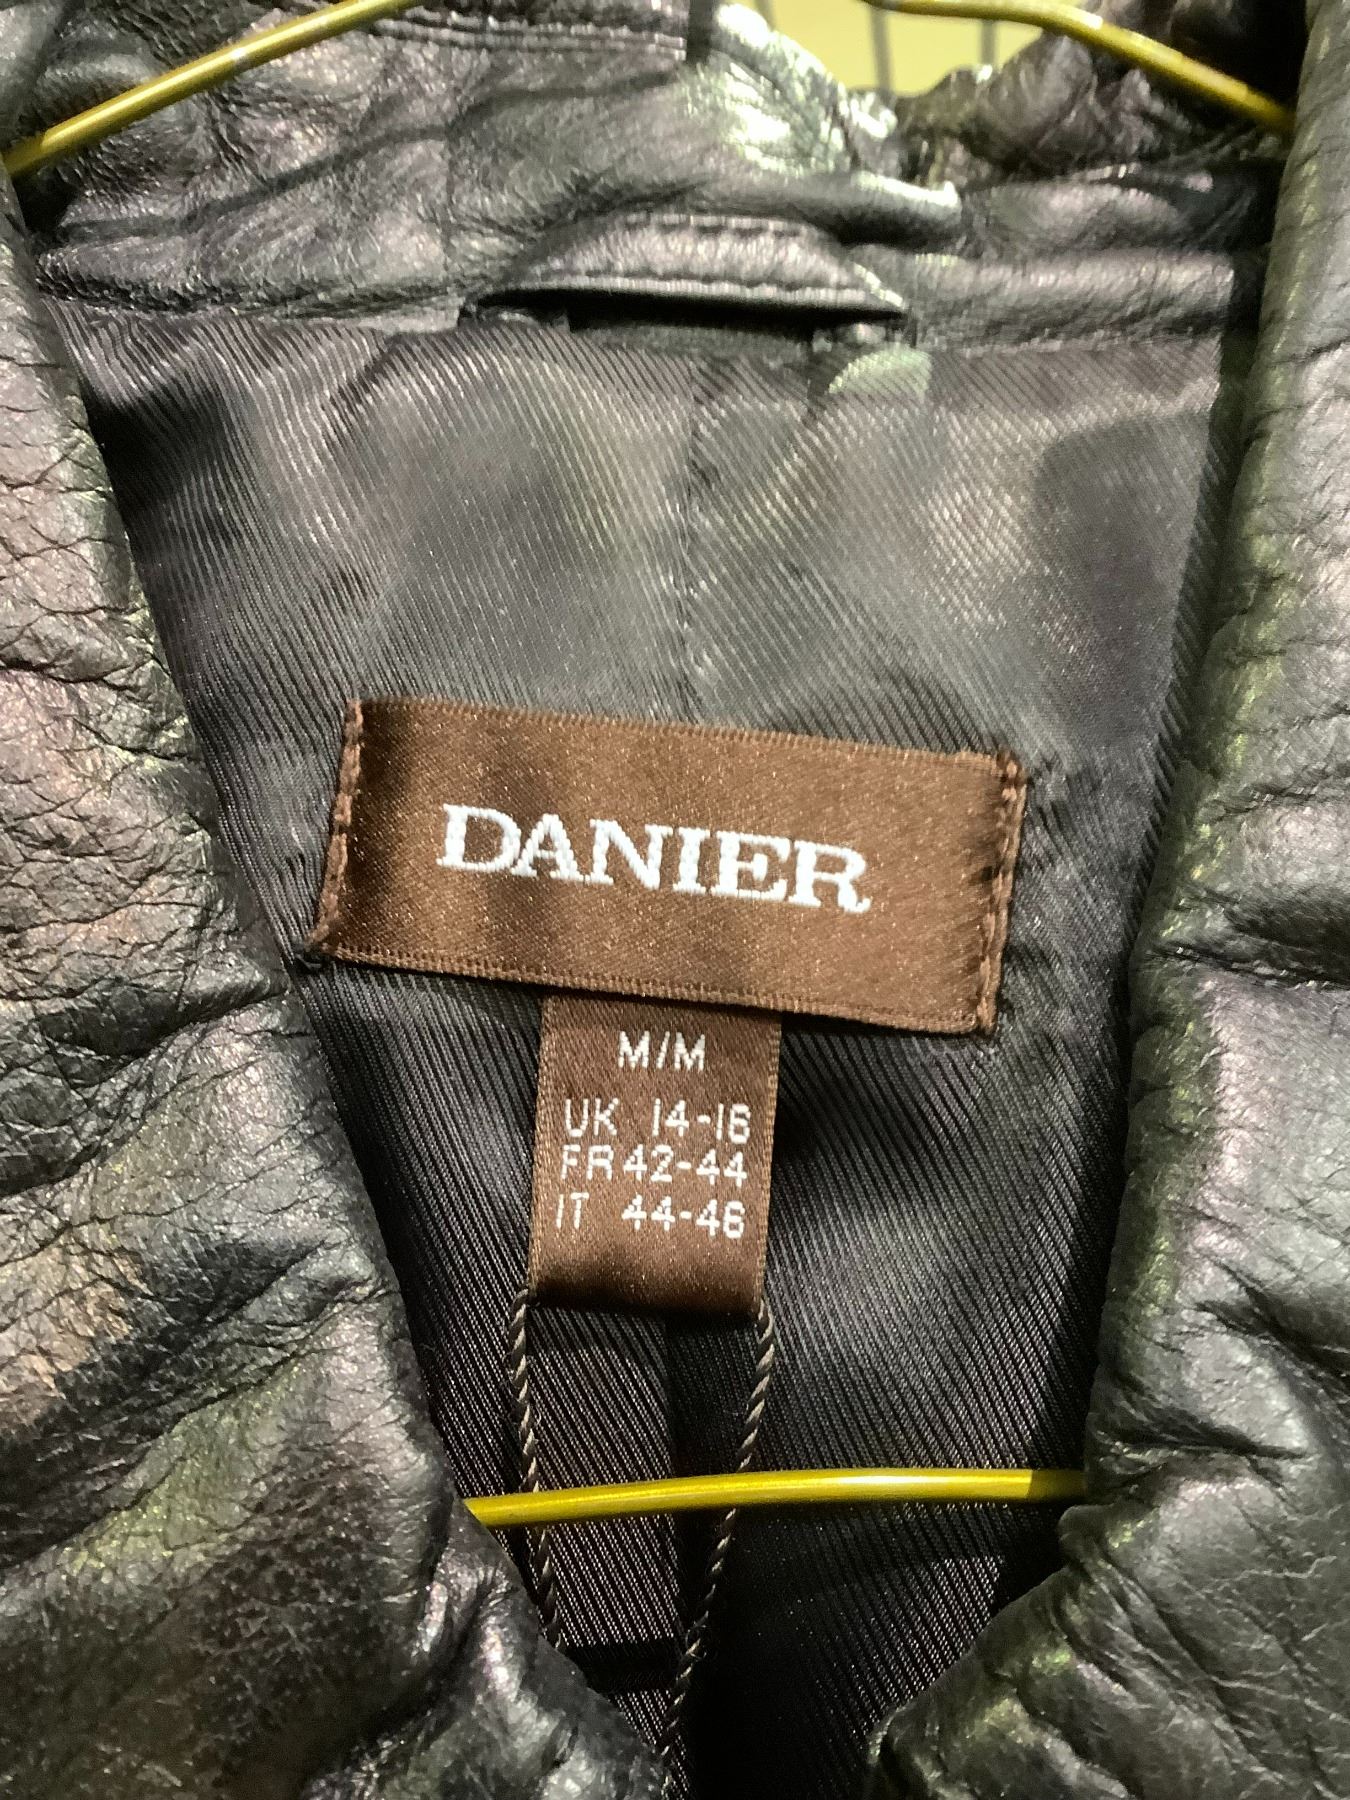 DANIER
M/M
UK 14-16
FR 42-44
IT 44-46